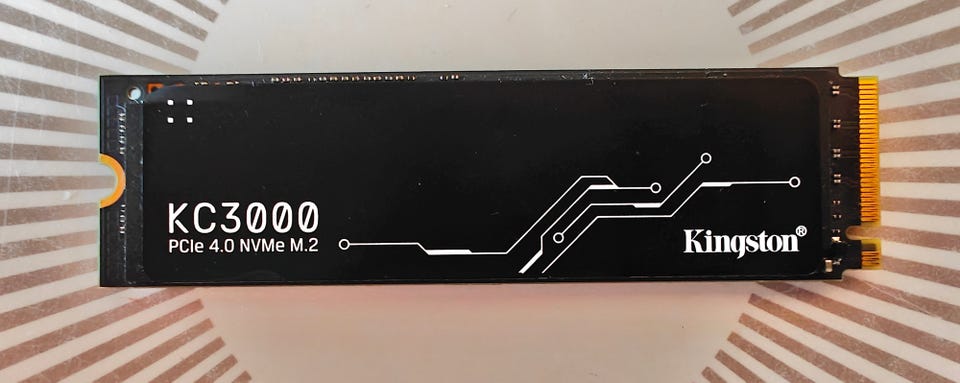 KC3000
PCIe 4.0 NVMe M.2
Kingston®